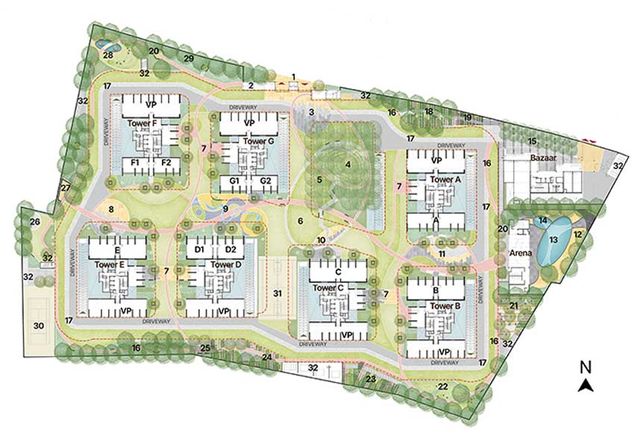 1
20
29
28
32
2
32
17
DRIVEWAY
3
16
18
19
32
VP
DRIVEWAY
VP
17
16
15
Tower F
Tower G
7
4
VP
Bazaar
32
F1 F2
G1 G2
5
7
Tower A
17
27
8
9
6
A
20
14
12
26
10
11
13
E
D1 D2
Arena
32
Tower E
7
Tower D
C
B
31
Tower C
7
Tower B
21
30
VP
VP
VP
VP
17
DRIVEWAY
DRIVEWAY
DRIVEWAY
17
16
32
16
25
24
32
23
22
N